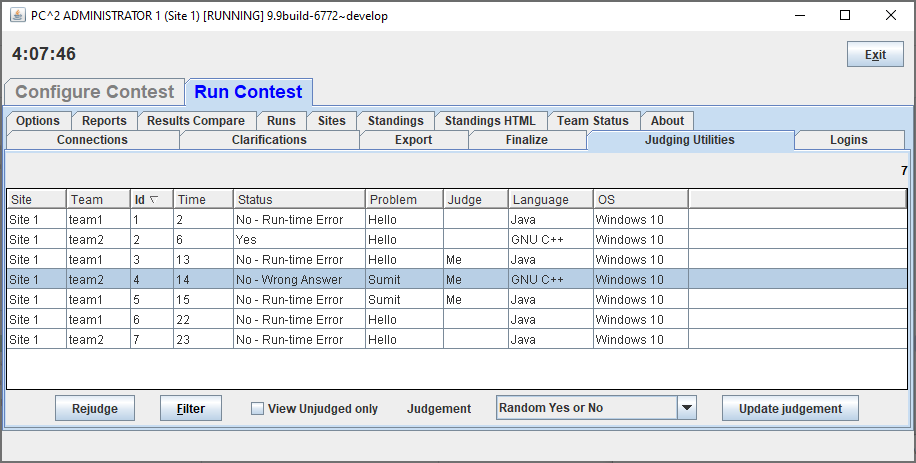 PC^2 ADMINISTRATOR 1 (Site 1) [RUNNING] 9.9build-6772~develop
4:07:46 Exit
Configure Contest Run Contest
Options Reports Results Compare Runs Sites Standings Standings HTML Team Status About
Connections Clarifications Export Finalize Judging Utilities Logins
7
Site Team Id Time Status Problem Judge Language OS
Site 1 team1 1 2 No - Run-time Error Hello Java Windows 10
Site 1 team2 2 6 Yes Hello GNU C++ Windows 10
Site 1 team1 3 13 No - Run-time Error Hello Me Java Windows 10
Site 1 team2 4 14 No - Wrong Answer Sumit Me GNU C++ Windows 10
Site 1 team1 5 15 No - Run-time Error Sumit Me Java Windows 10
Site 1 team1 6 22 No - Run-time Error Hello Java Windows 10
Site 1 team2 7 23 No - Run-time Error Hello Java Windows 10
Rejudge Filter View Unjudged only Judgement Random Yes or No Update judgement